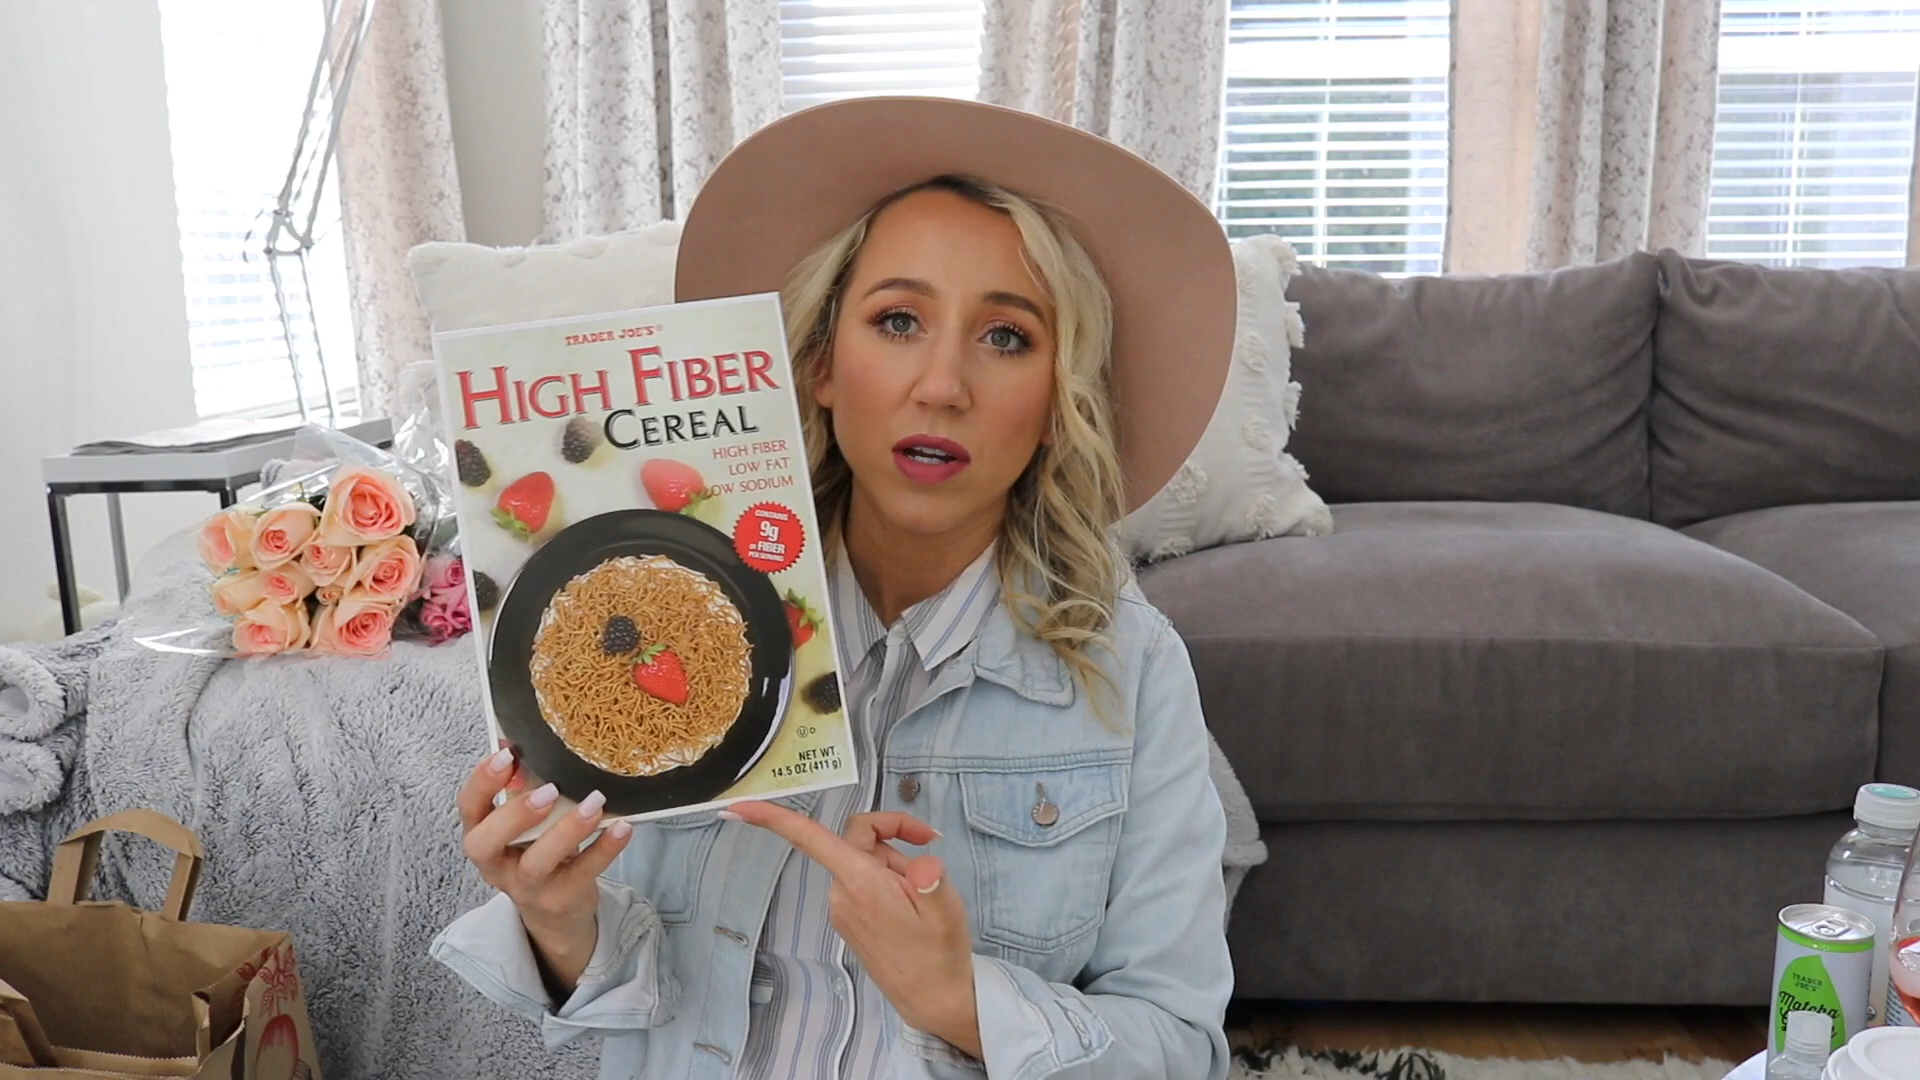 TRADER JOE'S®
HIGH FIBER
CEREAL
HIGH FIBER
LOW FAT
LOW SODIUM
CONTAINS
9g
OF FIBER
PER SERVING
U D
NET WT.
14.5 OZ (411 g)
TRADER
JOE'S
Matcha